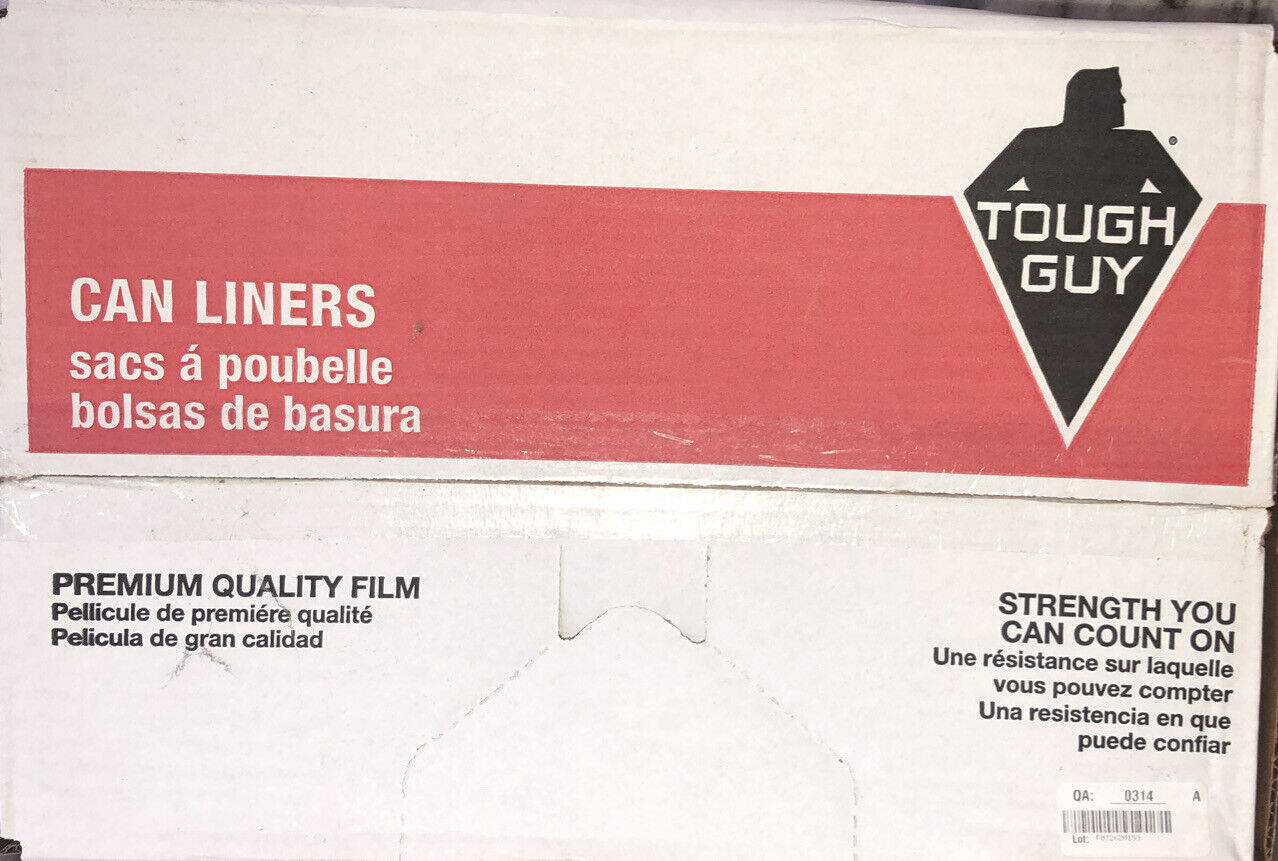 TOUGH
GUY
®
CAN LINERS
sacs á poubelle
bolsas de basura
PREMIUM QUALITY FILM
Pellicule de premiére qualité
Pelicula de gran calidad
STRENGTH YOU
CAN COUNT ON
Une résistance sur laquelle
vous pouvez compter
Una resistencia en que
puede confiar
QA: 0314 A
Lot: